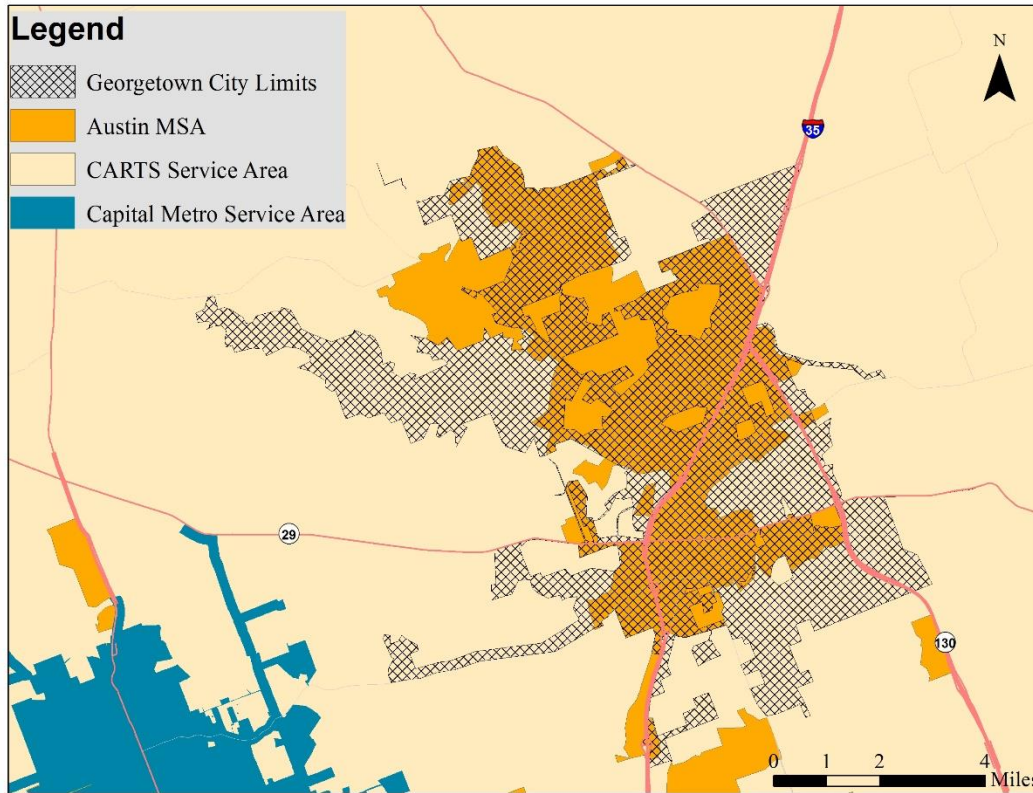 Legend
Georgetown City Limits
Austin MSA
CARTS Service Area
Capital Metro Service Area
N
35
29
130
0 1 2 4
Miles